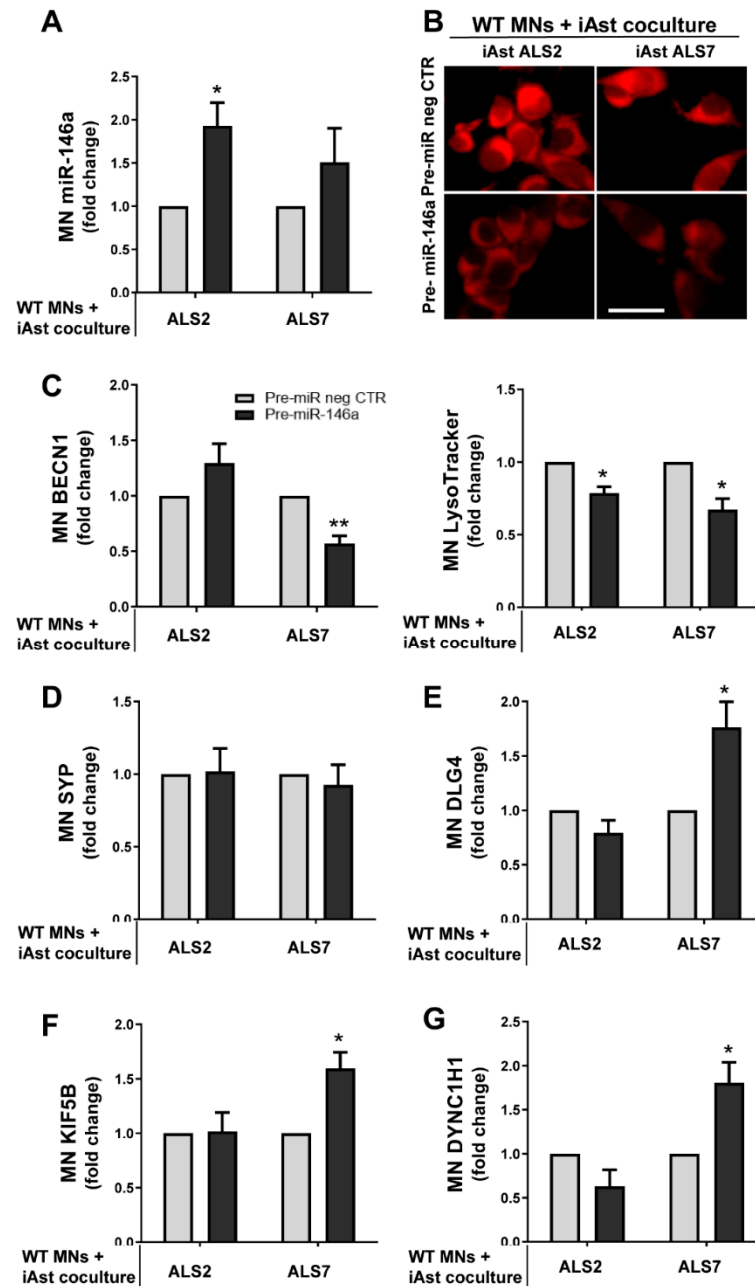 A
MN miR-146a
(fold change)
2.5
2.0
1.5
1.0
0.5
0.0
*
WT MNs +
iAst coculture
ALS2
ALS7
B
WT MNs + iAst coculture
iAst ALS2
iAst ALS7
Pre-miR neg CTR
Pre- miR-146a
C
MN BECN1
(fold change)
2.0
1.5
1.0
0.5
0.0
Pre-miR neg CTR
Pre-miR-146a
**
WT MNs +
iAst coculture
ALS2
ALS7
MN LysoTracker
(fold change)
1.5
1.0
0.5
0.0
*
*
WT MNs +
iAst coculture
ALS2
ALS7
D
MN SYP
(fold change)
1.5
1.0
0.5
0.0
WT MNs +
iAst coculture
ALS2
ALS7
E
MN DLG4
(fold change)
2.0
1.5
1.0
0.5
0.0
*
WT MNs +
iAst coculture
ALS2
ALS7
F
MN KIF5B
(fold change)
2.0
1.5
1.0
0.5
0.0
*
WT MNs +
iAst coculture
ALS2
ALS7
G
MN DYNC1H1
(fold change)
2.5
2.0
1.5
1.0
0.5
0.0
*
WT MNs +
iAst coculture
ALS2
ALS7